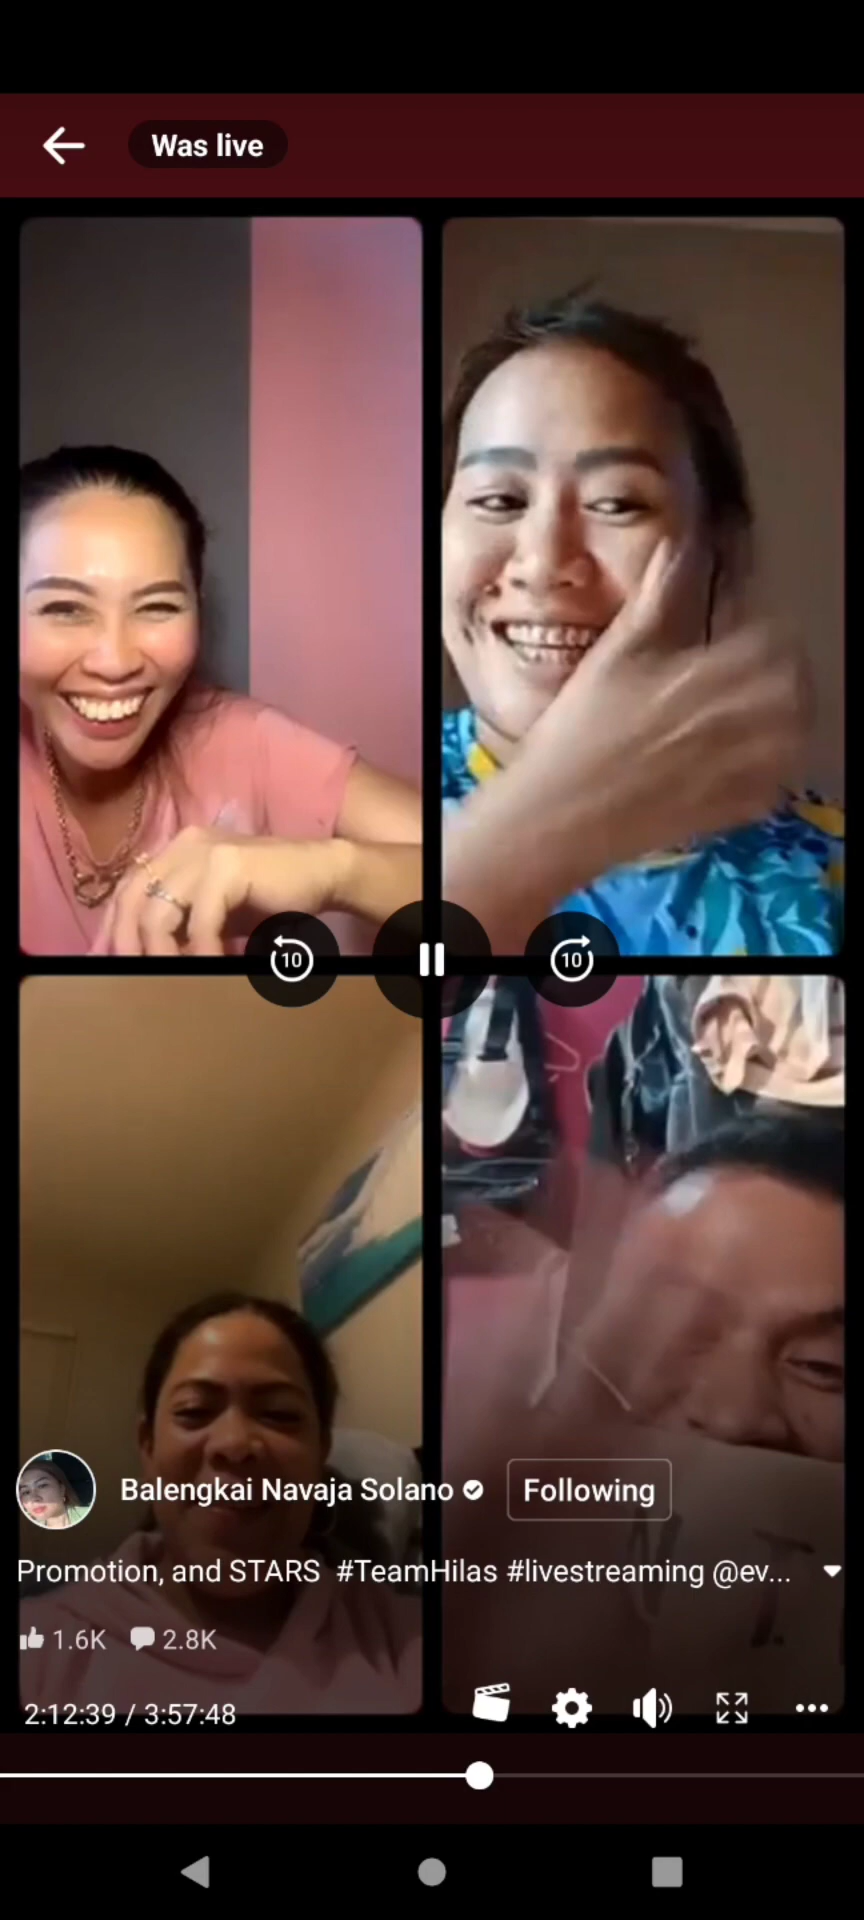 Was live
10
10
Balengkai Navaja Solano
Following
Promotion, and STARS #TeamHilas #livestreaming @ev...
1.6K 2.8K
2:12:39 / 3:57:48